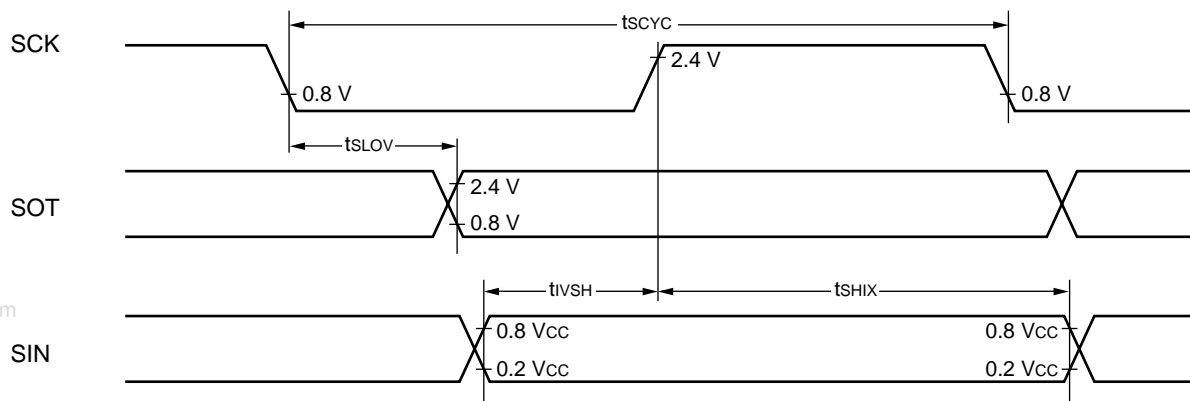 tSCYC
SCK
2.4 V
0.8 V
0.8 V
tSLOV
2.4 V
SOT
0.8 V
tIVSH
tSHIX
m
0.8 VCC
0.8 VCC
SIN
0.2 VCC
0.2 VCC